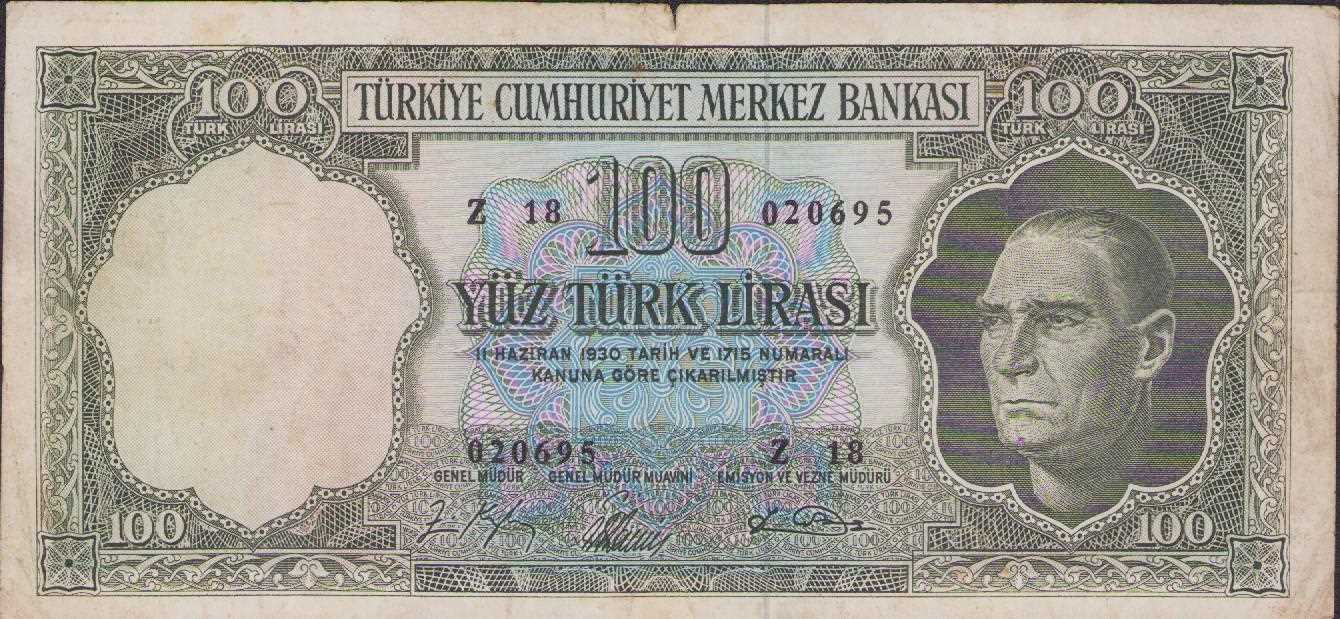 100 TÜRKİYE CUMHURİYET MERKEZ BANKASI 100
TÜRK LİRASI TÜRK LİRASI
100
Z 18 020695
YÜZ TÜRK LİRASI
11 HAZİRAN 1930 TARİH VE 1715 NUMARALI
KANUNA GÖRE ÇIKARILMIŞTIR
020695 Z 18
GENEL MÜDÜR GENEL MÜDÜR MUAVİNİ EMİSYON VE VEZNE MÜDÜRÜ
100 100